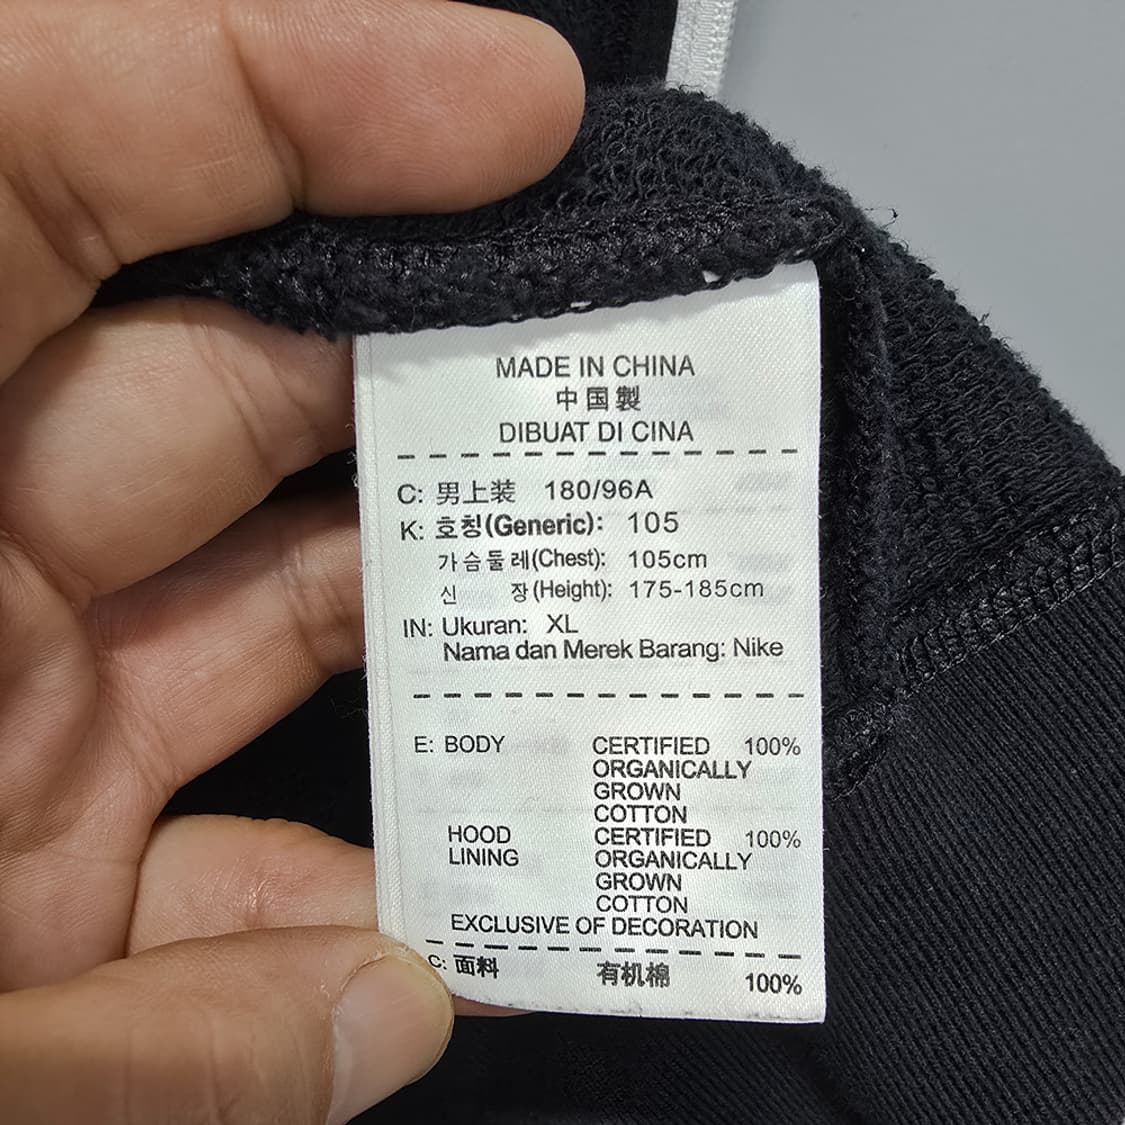 MADE IN CHINA
中国製
DIBUAT DI CINA
C: 男上装 180/96A
K: 호칭(Generic): 105
가슴둘레(Chest): 105cm
신 장(Height): 175-185cm
IN: Ukuran: XL
Nama dan Merek Barang: Nike
E: BODY CERTIFIED 100%
ORGANICALLY
GROWN
COTTON
HOOD CERTIFIED 100%
LINING ORGANICALLY
GROWN
COTTON
EXCLUSIVE OF DECORATION
C: 面料 有机棉 100%